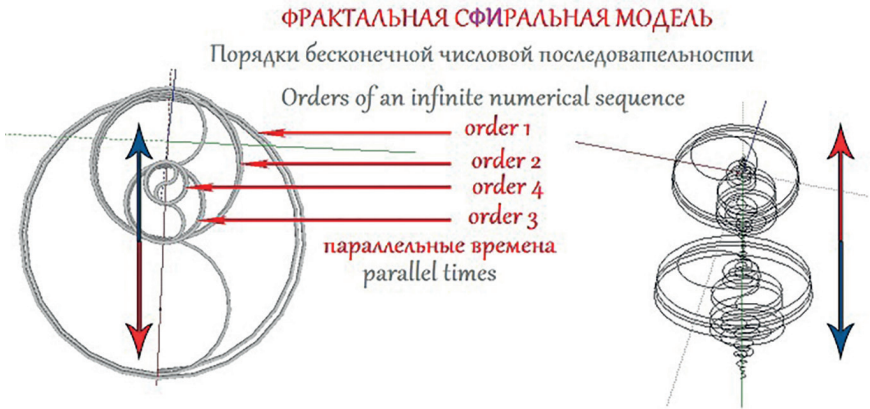 ФРАКТАЛЬНАЯ СФИРАЛЬНАЯ МОДЕЛЬ
Порядки бесконечной числовой последовательности
Orders of an infinite numerical sequence
order 1
order 2
order 4
order 3
параллельные времена
parallel times